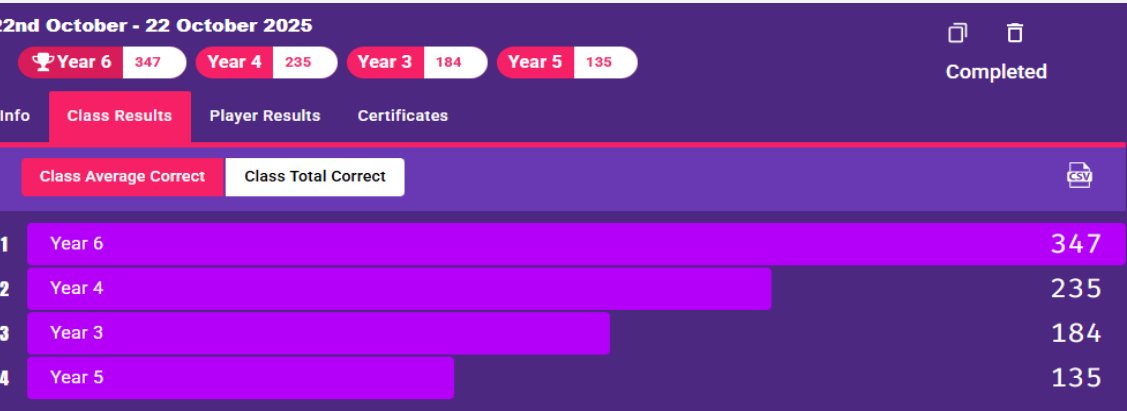 22nd October - 22 October 2025
Year 6 347 Year 4 235 Year 3 184 Year 5 135
Completed
Info Class Results Player Results Certificates
Class Average Correct Class Total Correct
CSV
1 Year 6 347
2 Year 4 235
3 Year 3 184
4 Year 5 135